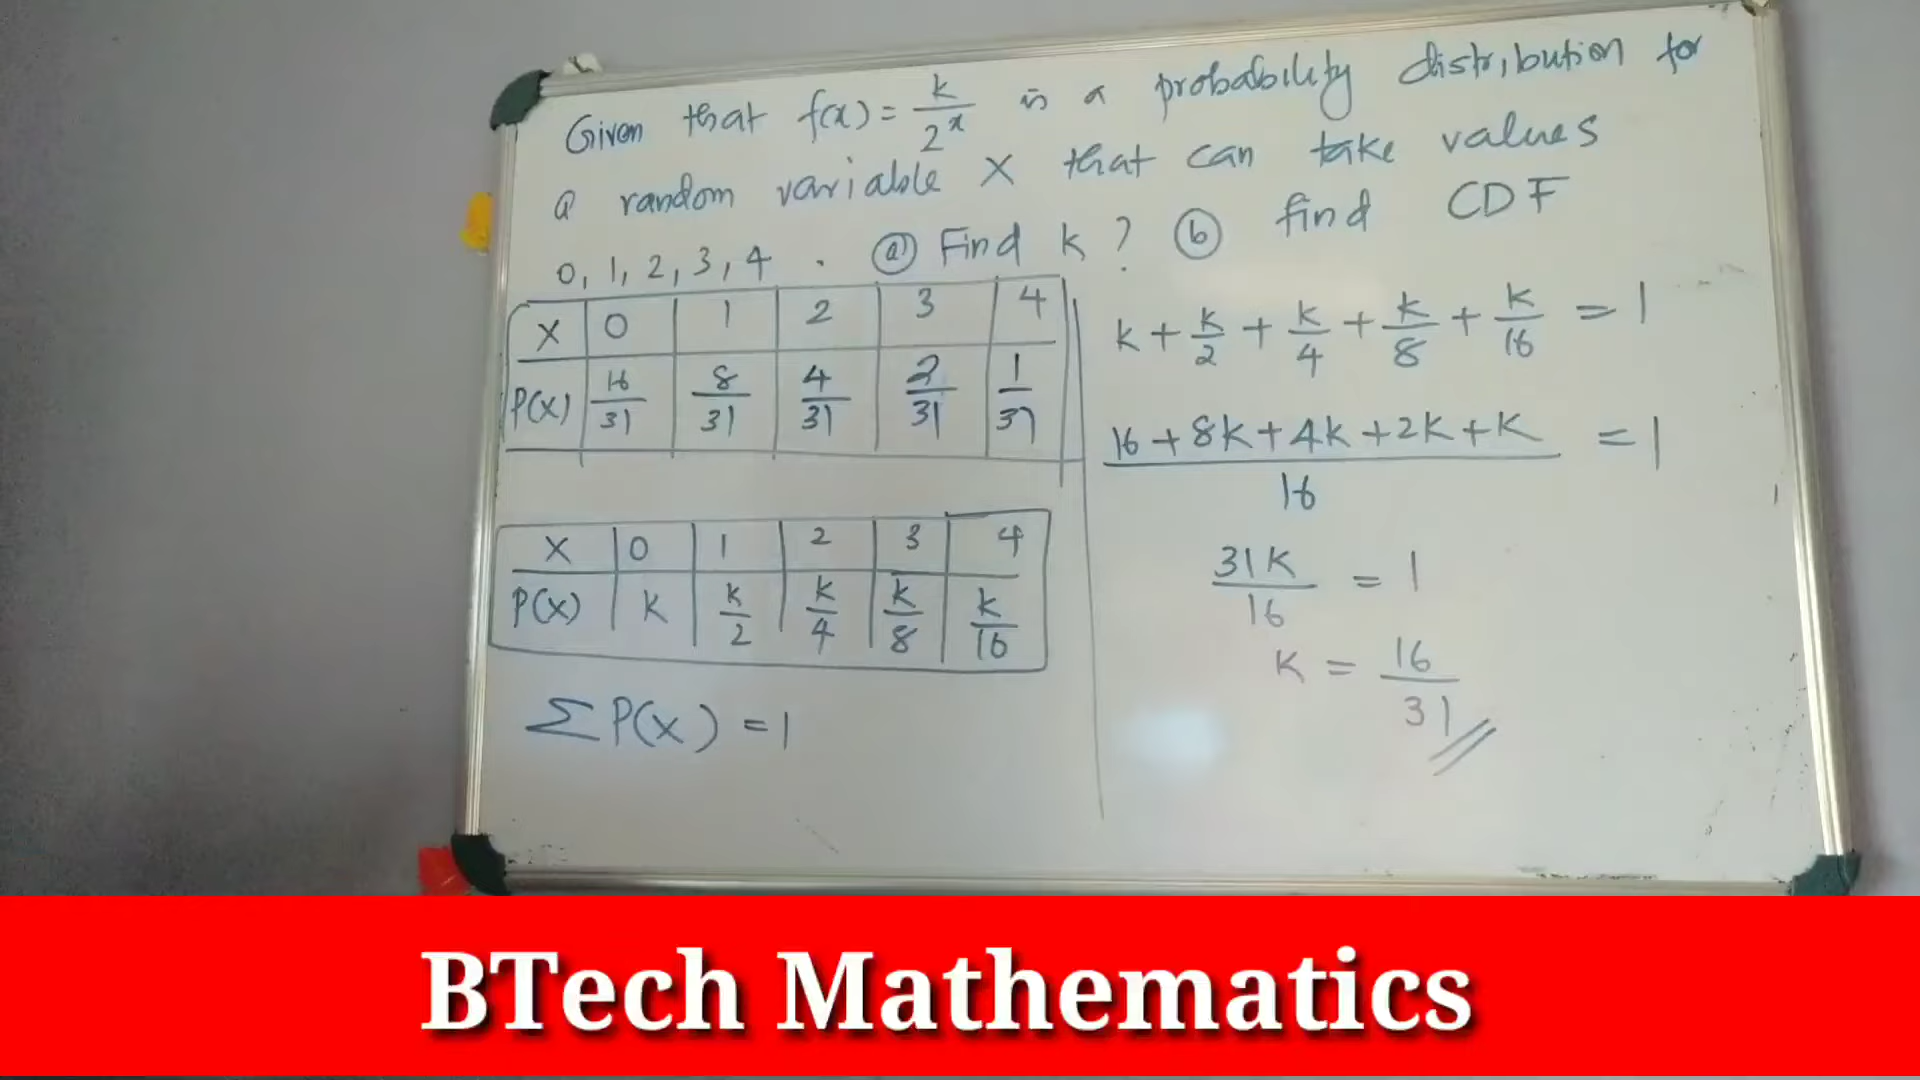 Given that f(x) = k/2^x is a probability distribution for
a random variable X that can take values
0, 1, 2, 3, 4 . ⓐ Find k ? ⓑ find CDF
X 0 1 2 3 4
P(X) 16/31 8/31 4/31 2/31 1/31
X 0 1 2 3 4
P(X) K k/2 k/4 k/8 k/16
ΣP(X) = 1
k + k/2 + k/4 + k/8 + k/16 = 1
16 + 8K + 4K + 2K + K / 16 = 1
31K/16 = 1
K = 16/31
BTech Mathematics